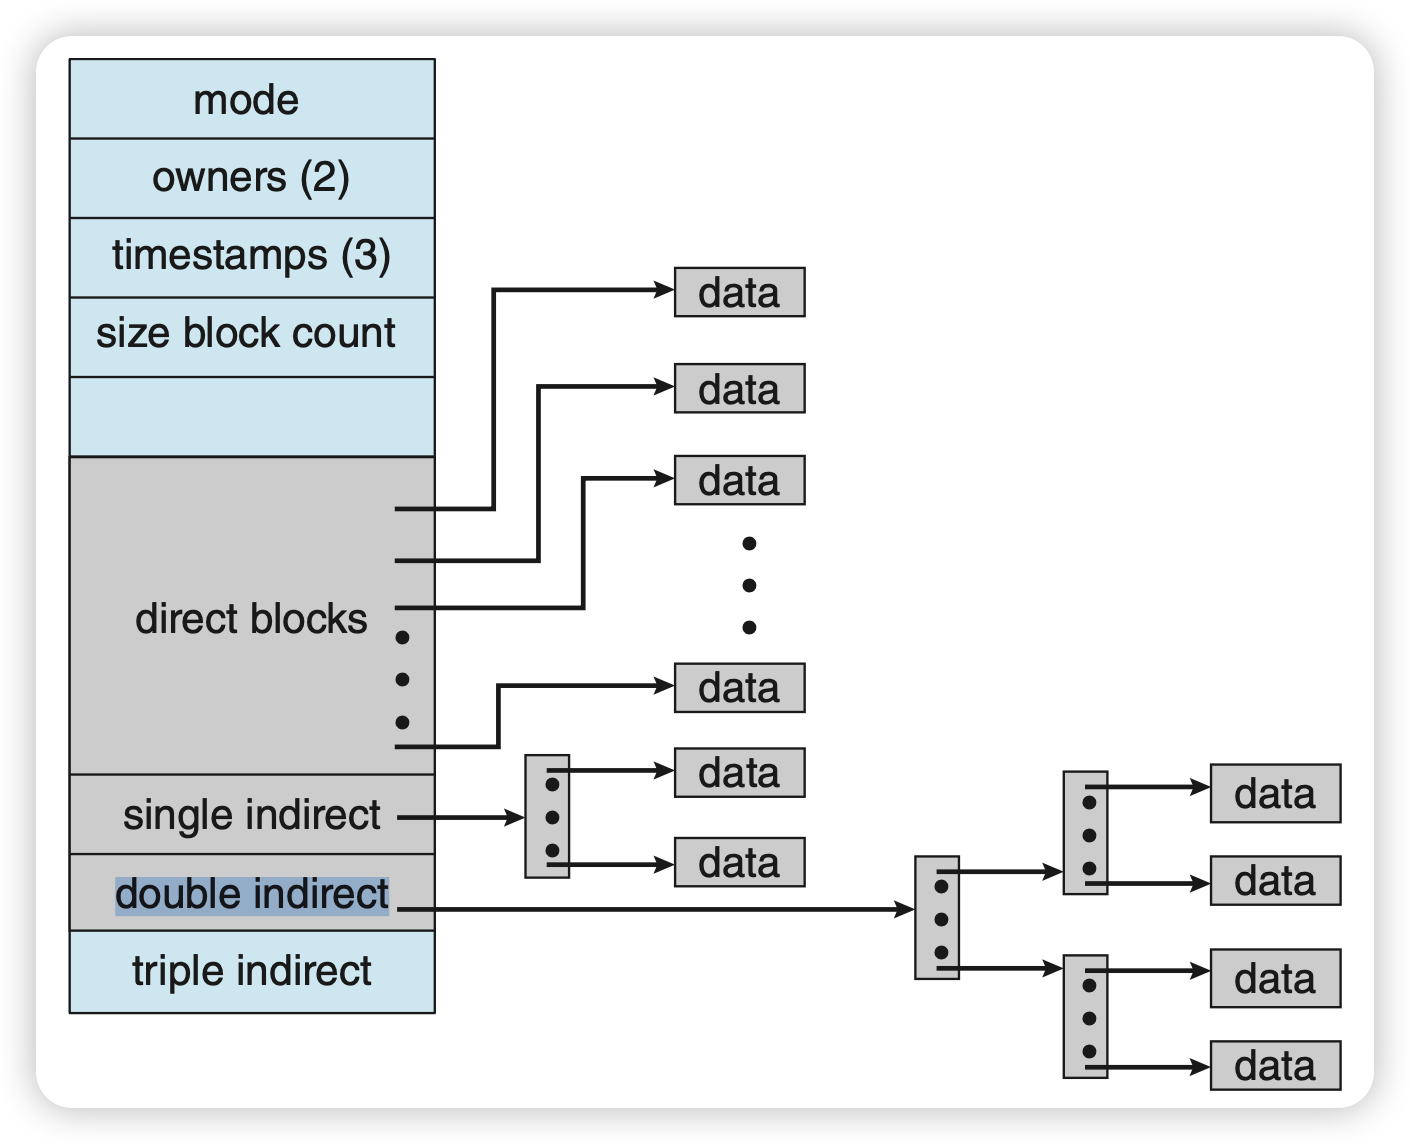 mode
owners (2)
timestamps (3)
size block count
direct blocks
single indirect
double indirect
triple indirect
data
data
data
data
data
data
data
data
data
data